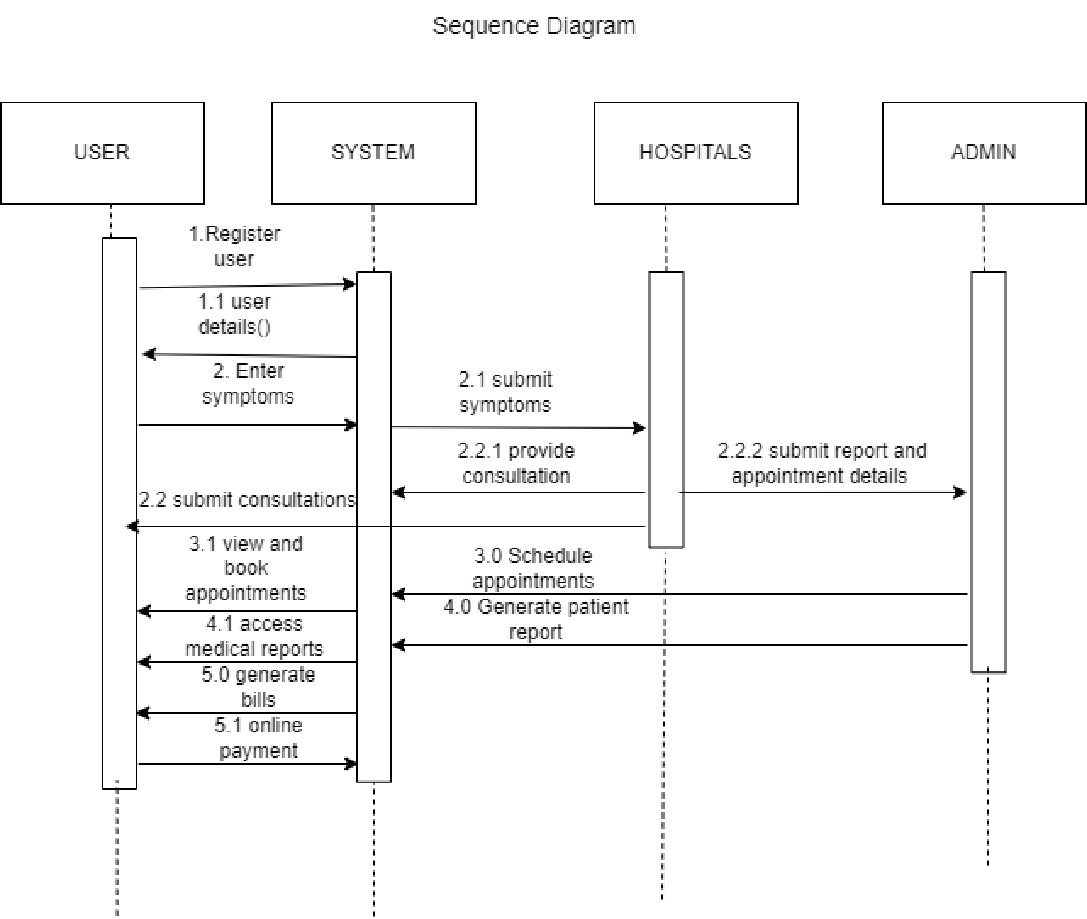 Sequence Diagram
USER
SYSTEM
HOSPITALS
ADMIN
1.Register
user
1.1 user
details()
2. Enter
symptoms
2.1 submit
symptoms
2.2.1 provide
consultation
2.2.2 submit report and
appointment details
2.2 submit consultations
3.1 view and
book
appointments
3.0 Schedule
appointments
4.0 Generate patient
report
4.1 access
medical reports
5.0 generate
bills
5.1 online
payment